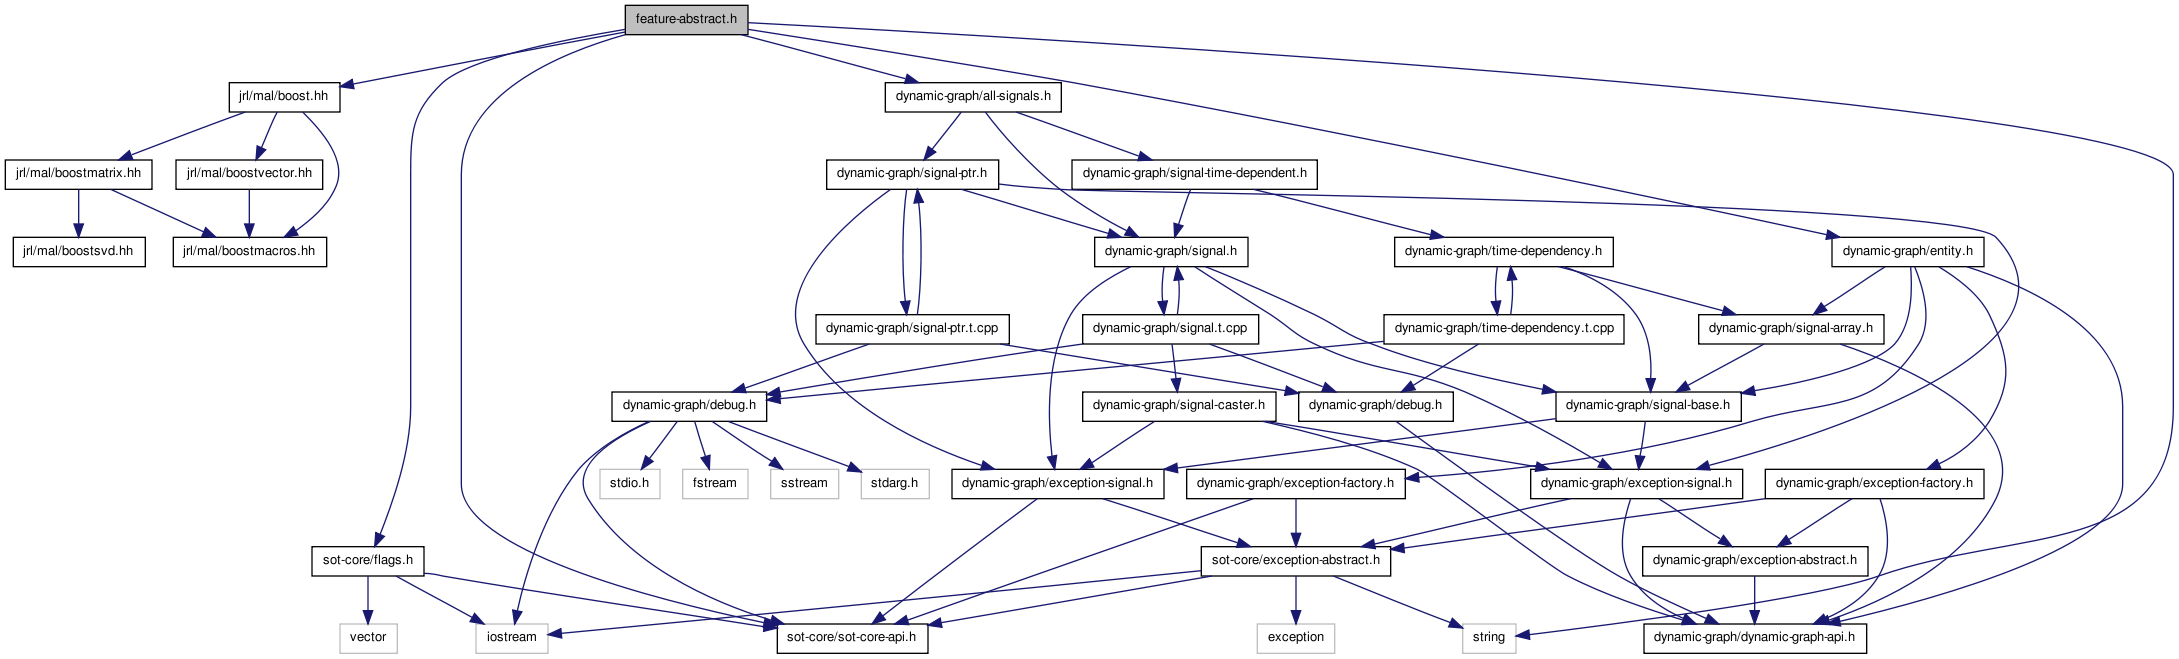 feature-abstract.h
jrl/mal/boost.hh
dynamic-graph/all-signals.h
jrl/mal/boostmatrix.hh
jrl/mal/boostvector.hh
dynamic-graph/signal-ptr.h
dynamic-graph/signal-time-dependent.h
jrl/mal/boostsvd.hh
jrl/mal/boostmacros.hh
dynamic-graph/signal.h
dynamic-graph/time-dependency.h
dynamic-graph/entity.h
dynamic-graph/signal-ptr.t.cpp
dynamic-graph/signal.t.cpp
dynamic-graph/time-dependency.t.cpp
dynamic-graph/signal-array.h
dynamic-graph/debug.h
dynamic-graph/signal-caster.h
dynamic-graph/debug.h
dynamic-graph/signal-base.h
stdio.h
fstream
sstream
stdarg.h
dynamic-graph/exception-signal.h
dynamic-graph/exception-factory.h
dynamic-graph/exception-signal.h
dynamic-graph/exception-factory.h
sot-core/flags.h
sot-core/exception-abstract.h
dynamic-graph/exception-abstract.h
vector
iostream
sot-core/sot-core-api.h
exception
string
dynamic-graph/dynamic-graph-api.h